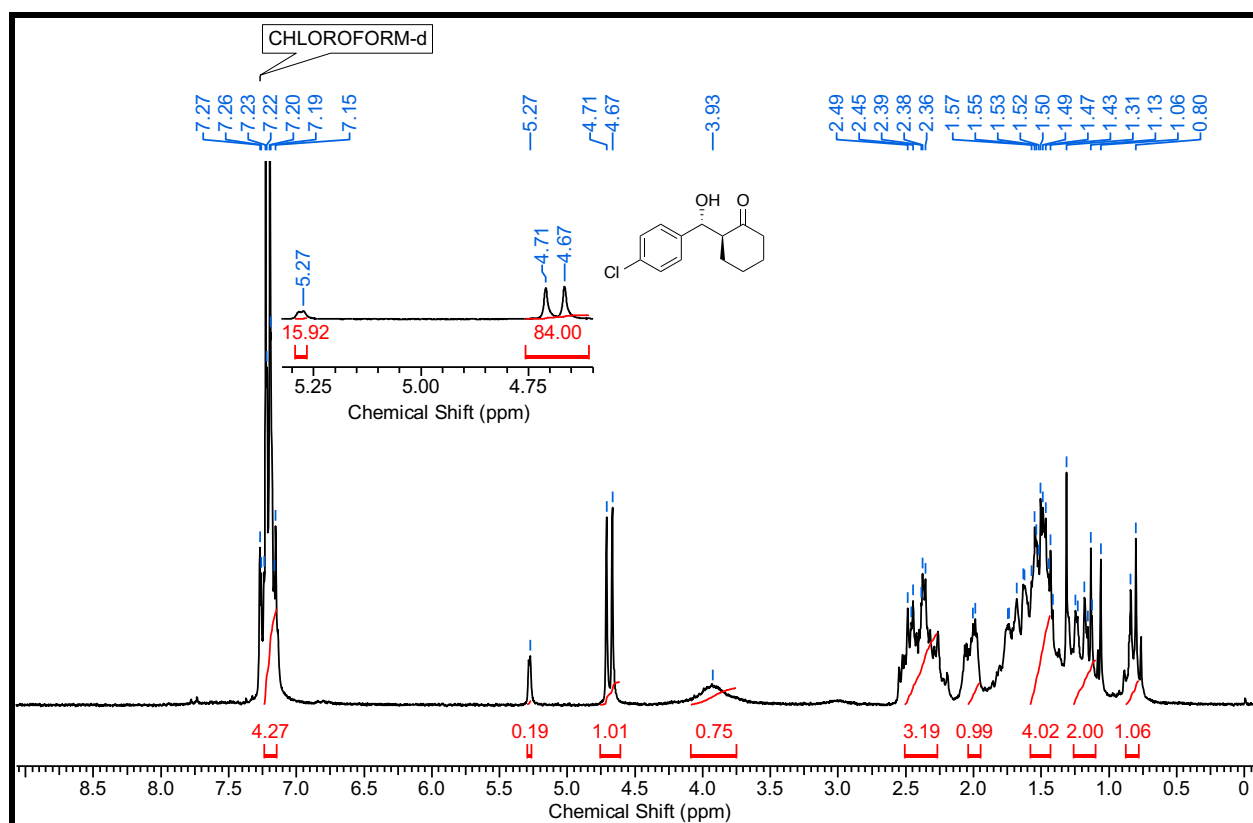 CHLOROFORM-d
7.27 7.26 7.23 7.22 7.20 7.19 7.15 5.27 4.71 4.67 3.93 2.49 2.45 2.39 2.38 2.36 1.57 1.55 1.53 1.52 1.50 1.49 1.47 1.43 1.31 1.13 1.06 0.80
OH O
Cl
5.27 4.71 4.67
15.92 84.00
5.25 5.00 4.75
Chemical Shift (ppm)
4.27 0.19 1.01 0.75 3.19 0.99 4.02 2.00 1.06
8.5 8.0 7.5 7.0 6.5 6.0 5.5 5.0 4.5 4.0 3.5 3.0 2.5 2.0 1.5 1.0 0.5 0
Chemical Shift (ppm)